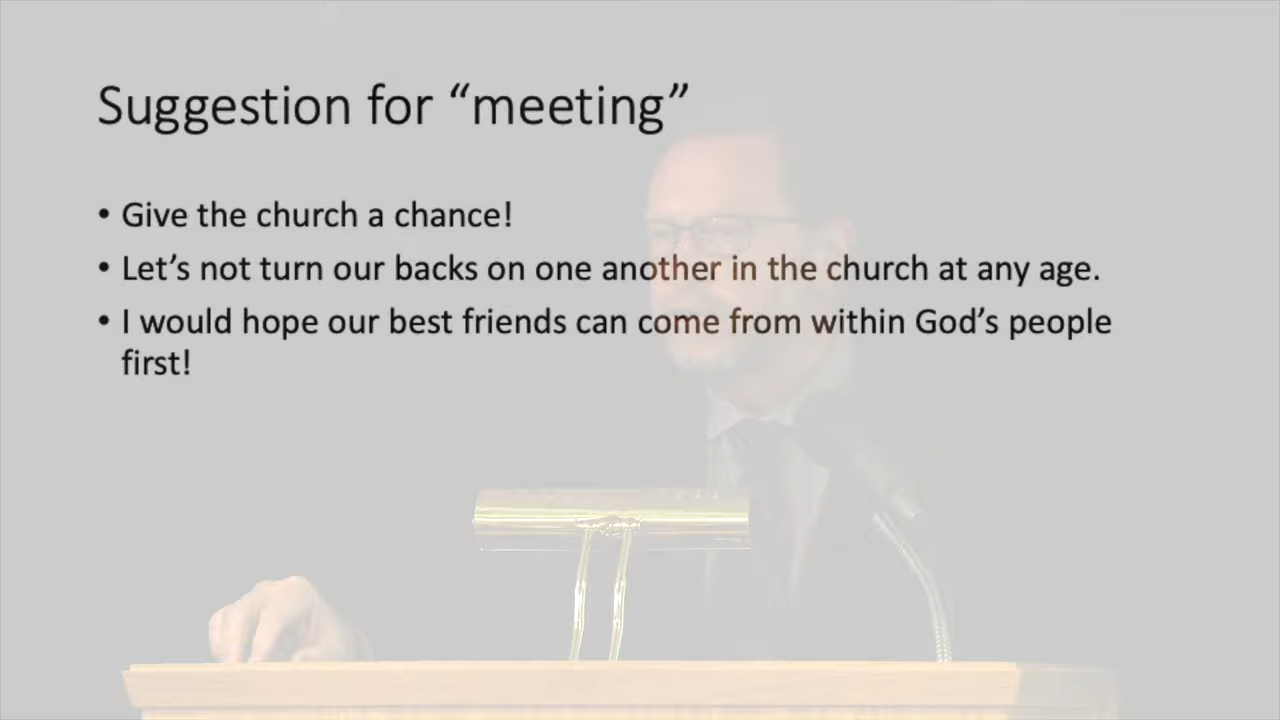 Suggestion for “meeting”
• Give the church a chance!
• Let’s not turn our backs on one another in the church at any age.
• I would hope our best friends can come from within God’s people
first!